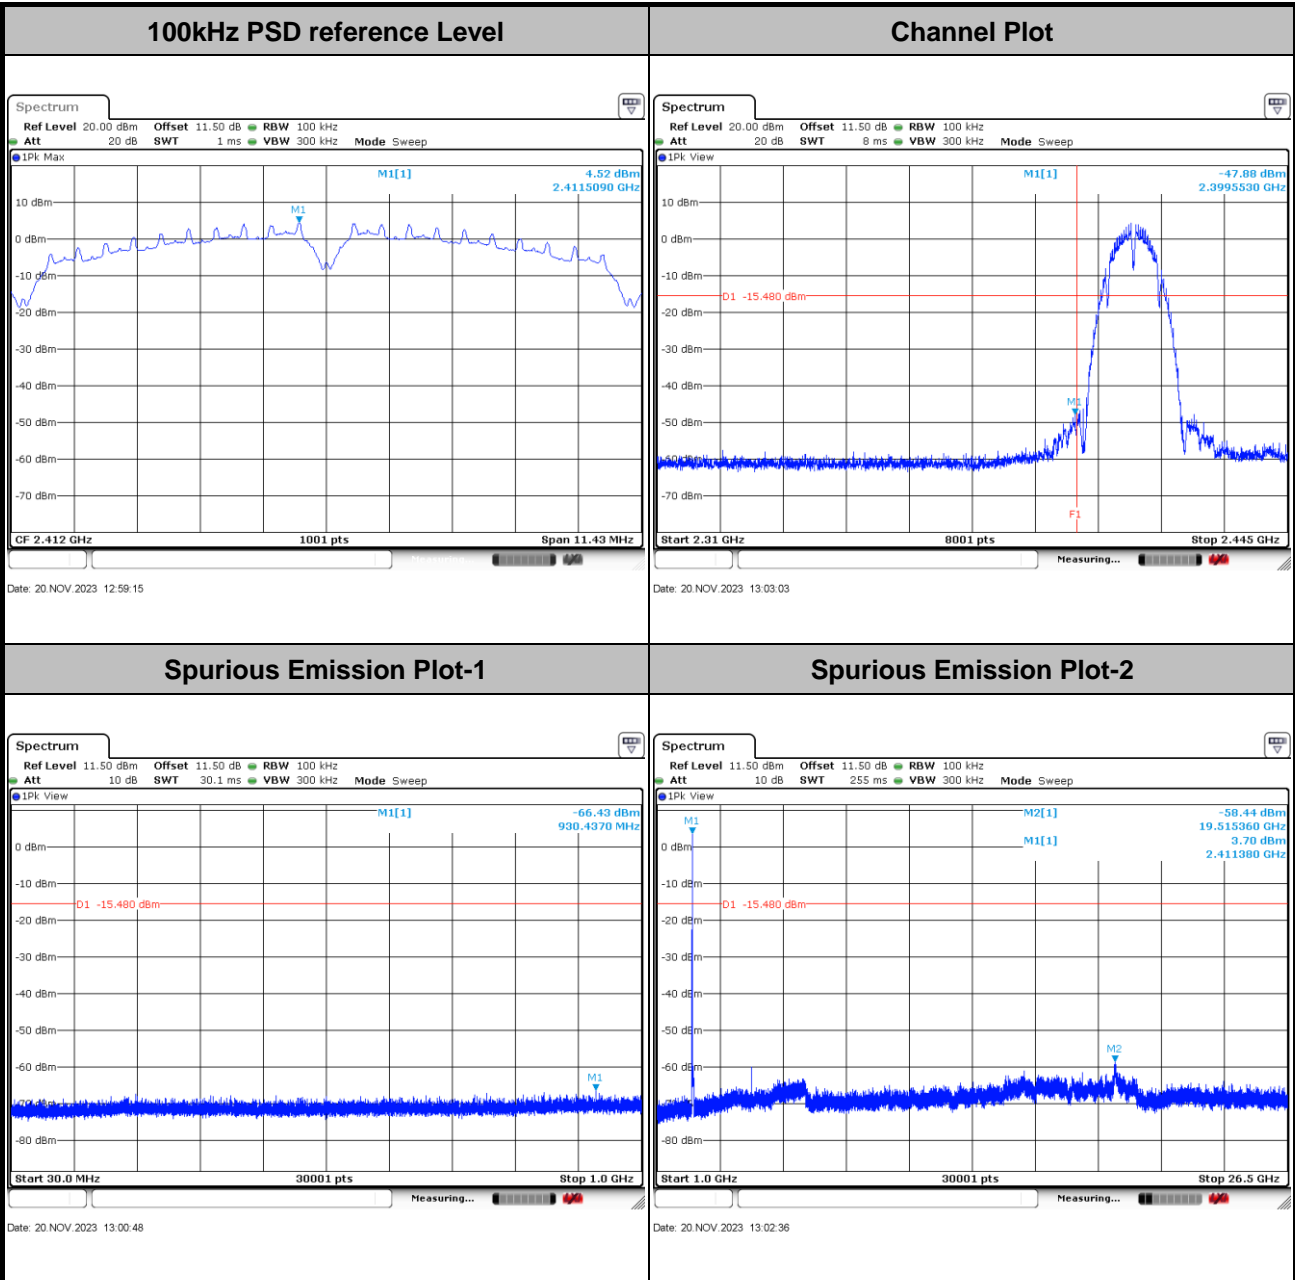 100kHz PSD reference Level
Channel Plot
Spectrum
Ref Level 20.00 dBm Offset 11.50 dB RBW 100 kHz
Att 20 dB SWT 1 ms VBW 300 kHz Mode Sweep
1Pk Max
M1[1] 4.52 dBm
2.4115090 GHz
M1
10 dBm
0 dBm
-10 dBm
-20 dBm
-30 dBm
-40 dBm
-50 dBm
-60 dBm
-70 dBm
CF 2.412 GHz 1001 pts Span 11.43 MHz
Measuring...
Date: 20.NOV.2023 12:59:15
Spectrum
Ref Level 20.00 dBm Offset 11.50 dB RBW 100 kHz
Att 20 dB SWT 8 ms VBW 300 kHz Mode Sweep
1Pk View
M1[1] -47.88 dBm
2.3995530 GHz
10 dBm
0 dBm
-10 dBm
D1 -15.480 dBm
-20 dBm
-30 dBm
-40 dBm
M1
-50 dBm
-60 dBm
-70 dBm
F1
Start 2.31 GHz 8001 pts Stop 2.445 GHz
Measuring...
Date: 20.NOV.2023 13:03:03
Spurious Emission Plot-1
Spurious Emission Plot-2
Spectrum
Ref Level 11.50 dBm Offset 11.50 dB RBW 100 kHz
Att 10 dB SWT 30.1 ms VBW 300 kHz Mode Sweep
1Pk View
M1[1] -66.43 dBm
930.4370 MHz
0 dBm
-10 dBm
D1 -15.480 dBm
-20 dBm
-30 dBm
-40 dBm
-50 dBm
-60 dBm
M1
-70 dBm
-80 dBm
Start 30.0 MHz 30001 pts Stop 1.0 GHz
Measuring...
Date: 20.NOV.2023 13:00:48
Spectrum
Ref Level 11.50 dBm Offset 11.50 dB RBW 100 kHz
Att 10 dB SWT 255 ms VBW 300 kHz Mode Sweep
1Pk View
M2[1] -58.44 dBm
19.515360 GHz
M1[1] 3.70 dBm
2.411380 GHz
M1
0 dBm
-10 dBm
D1 -15.480 dBm
-20 dBm
-30 dBm
-40 dBm
-50 dBm
M2
-60 dBm
-70 dBm
-80 dBm
Start 1.0 GHz 30001 pts Stop 26.5 GHz
Measuring...
Date: 20.NOV.2023 13:02:36